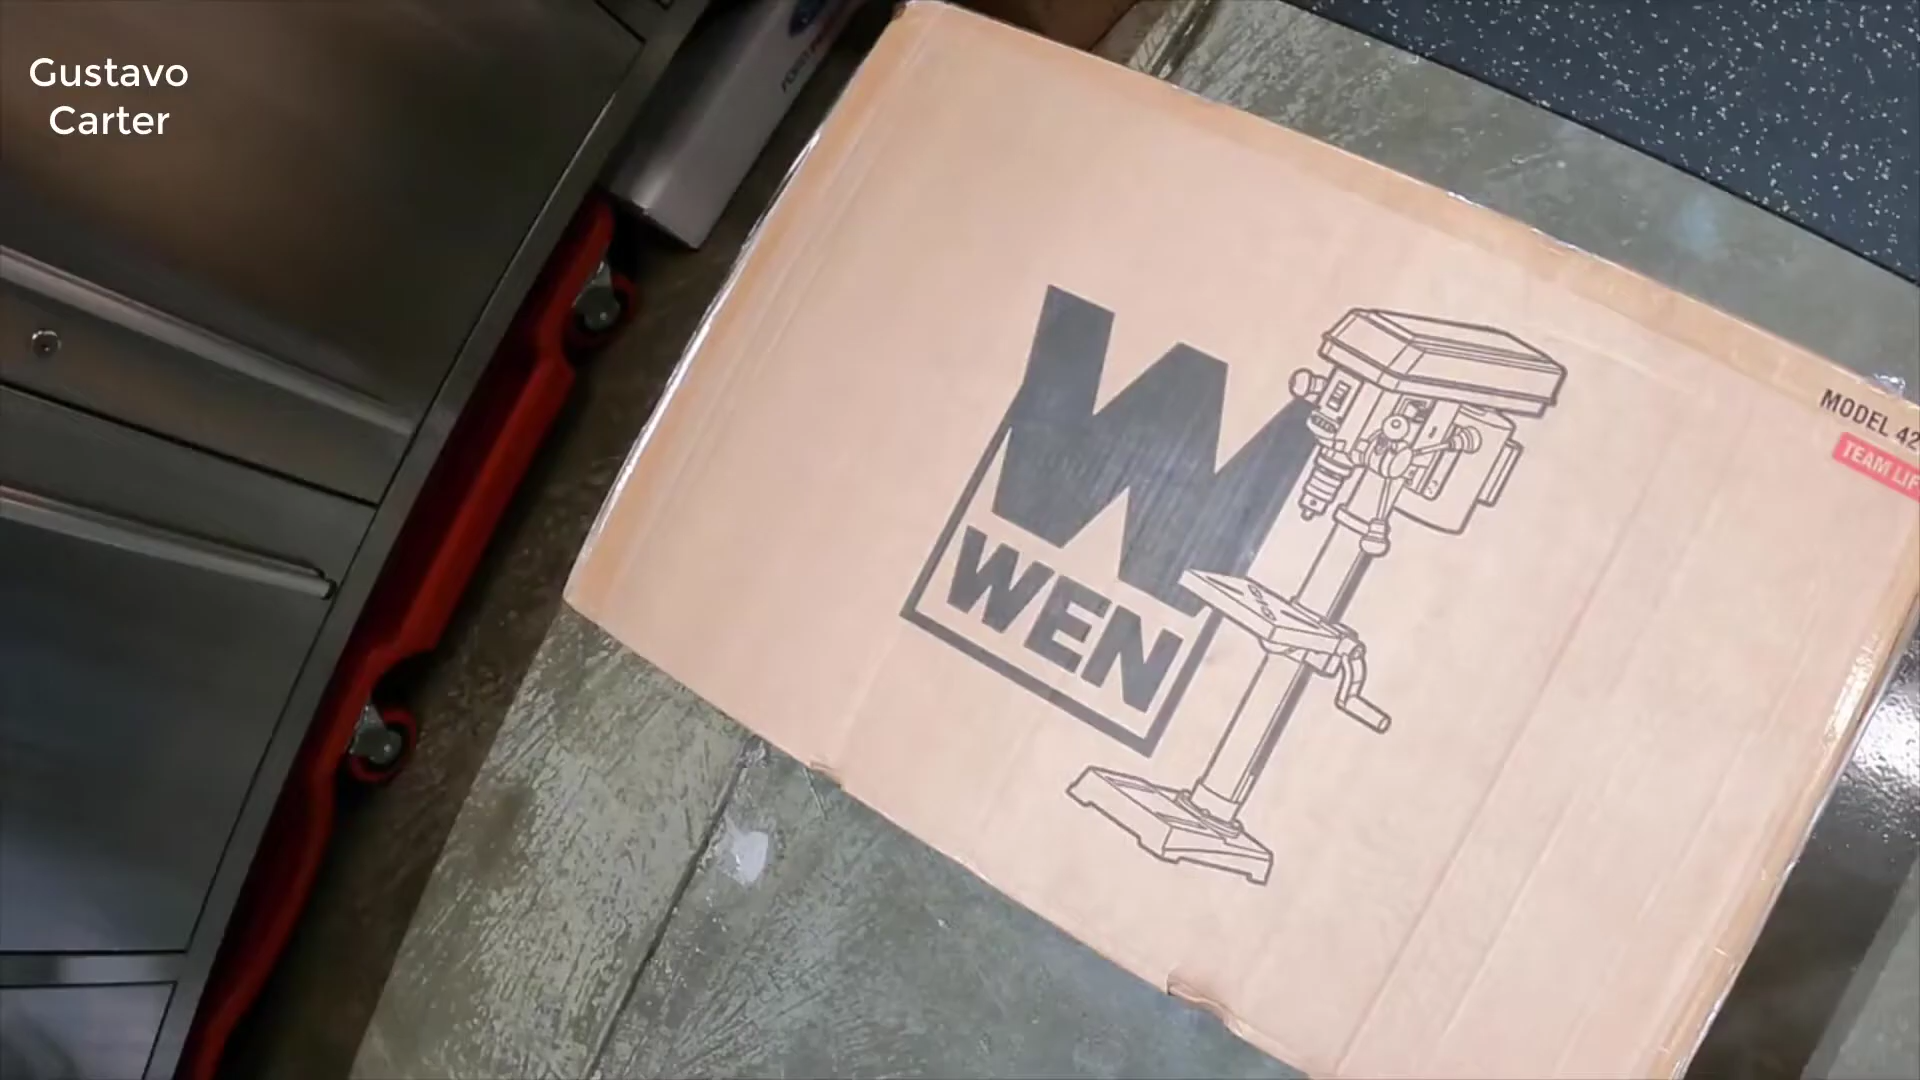 Gustavo
Carter
MODEL 42
TEAM LIF
WEN